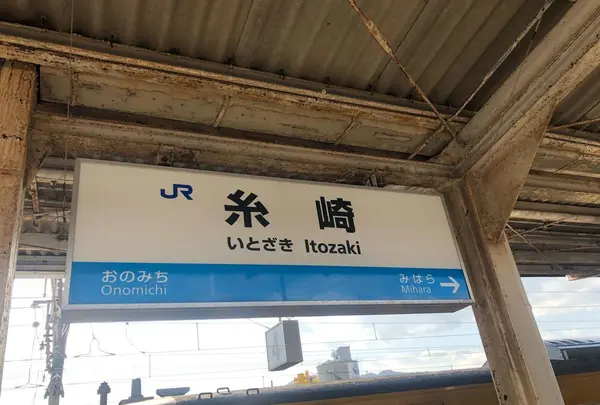 JR 糸崎
いとざき Itozaki
おのみち みはら →
Onomichi Mihara